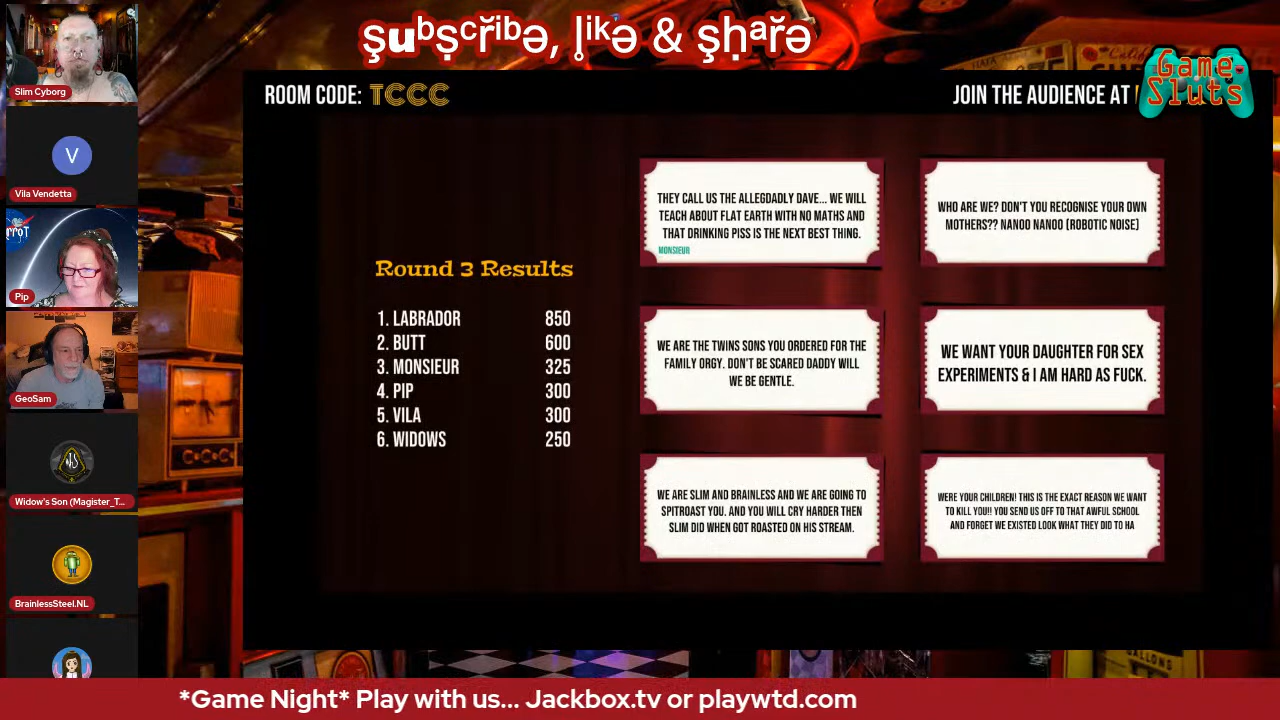 şuᵇşᶜřⁱᵇə, ļⁱᵏə & şḥᵃřə
Game
Sluts
ROOM CODE: TCCC
JOIN THE AUDIENCE AT
Slim Cyborg
V
Vila Vendetta
Pip
GeoSam
Widow's Son (Magister_T...
BrainlessSteel.NL
Round 3 Results
1. LABRADOR 850
2. BUTT 600
3. MONSIEUR 325
4. PIP 300
5. VILA 300
6. WIDOWS 250
THEY CALL US THE ALLEGDADLY DAVE... WE WILL
TEACH ABOUT FLAT EARTH WITH NO MATHS AND
THAT DRINKING PISS IS THE NEXT BEST THING.
MONSIEUR
WHO ARE WE? DON'T YOU RECOGNISE YOUR OWN
MOTHERS?? NANOO NANOO (ROBOTIC NOISE)
WE ARE THE TWINS SONS YOU ORDERED FOR THE
FAMILY ORGY. DON'T BE SCARED DADDY WILL
WE BE GENTLE.
WE WANT YOUR DAUGHTER FOR SEX
EXPERIMENTS & I AM HARD AS FUCK.
WE ARE SLIM AND BRAINLESS AND WE ARE GOING TO
SPITROAST YOU. AND YOU WILL CRY HARDER THEN
SLIM DID WHEN GOT ROASTED ON HIS STREAM.
WERE YOUR CHILDREN! THIS IS THE EXACT REASON WE WANT
TO KILL YOU!! YOU SEND US OFF TO THAT AWFUL SCHOOL
AND FORGET WE EXISTED LOOK WHAT THEY DID TO HA
GALLONS
*Game Night* Play with us... Jackbox.tv or playwtd.com